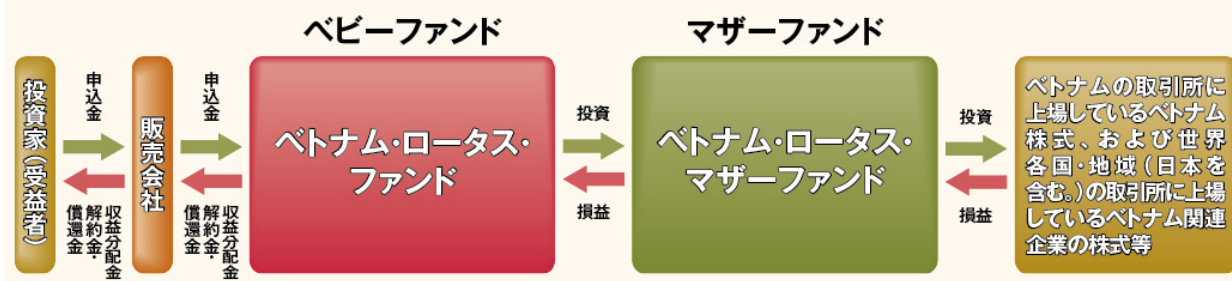 ベビーファンド
マザーファンド
投資家（受益者）
申込金
収益分配金
解約金・
償還金
販売会社
申込金
収益分配金
解約金・
償還金
ベトナム・ロータス・
ファンド
投資
損益
ベトナム・ロータス・
マザーファンド
投資
損益
ベトナムの取引所に
上場しているベトナム
株式、および世界
各国・地域（日本を
含む。）の取引所に上場
しているベトナム関連
企業の株式等